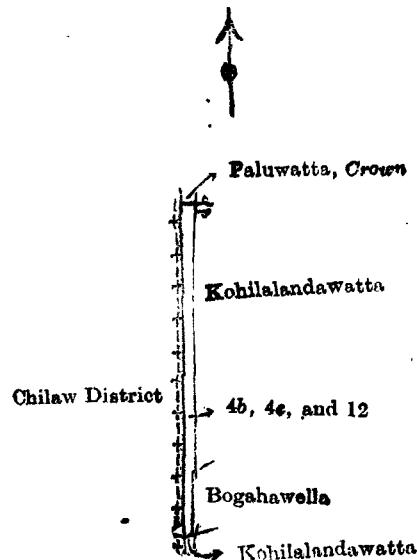 Paluwatta, Crown
Kohilalandawatta
Chilaw District
4b, 4e, and 12
Bogahawella
Kohilalandawatta